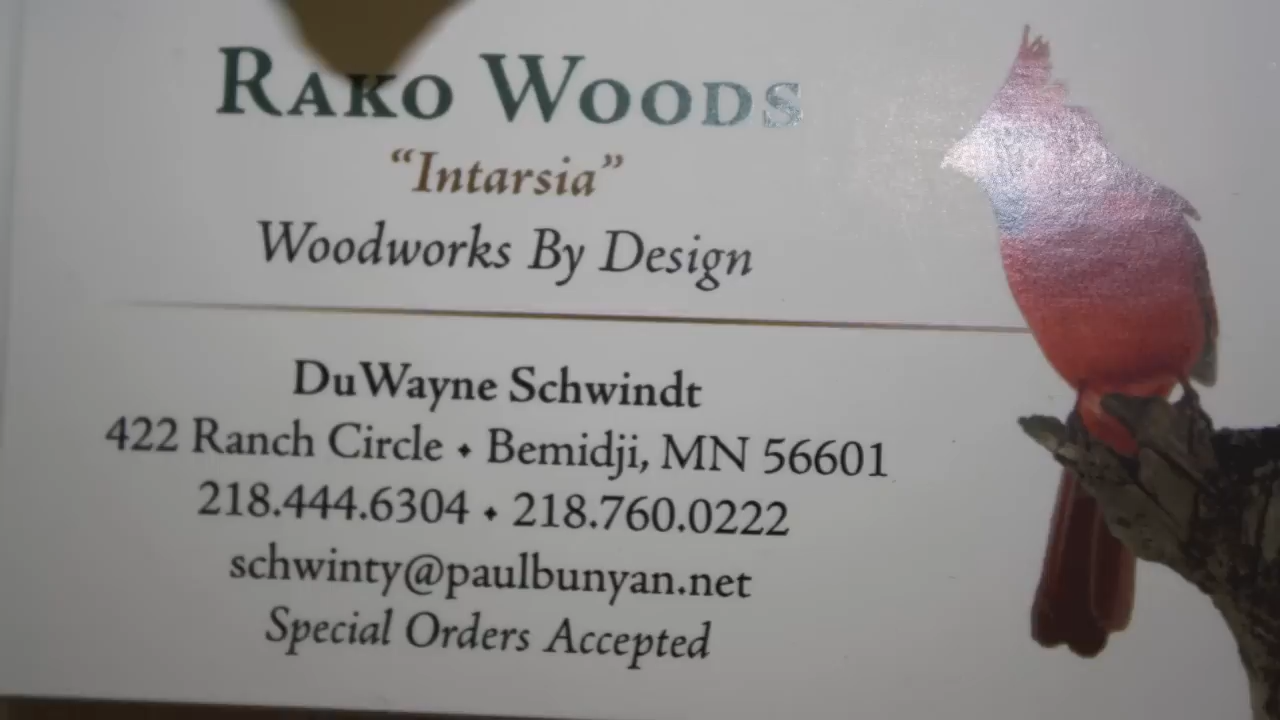 RAKO WOODS
“Intarsia”
Woodworks By Design
DuWayne Schwindt
422 Ranch Circle • Bemidji, MN 56601
218.444.6304 • 218.760.0222
schwinty@paulbunyan.net
Special Orders Accepted